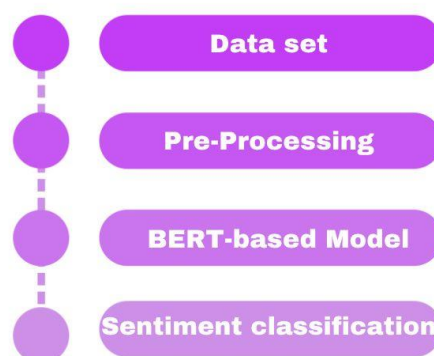 Data set
Pre-Processing
BERT-based Model
Sentiment classification